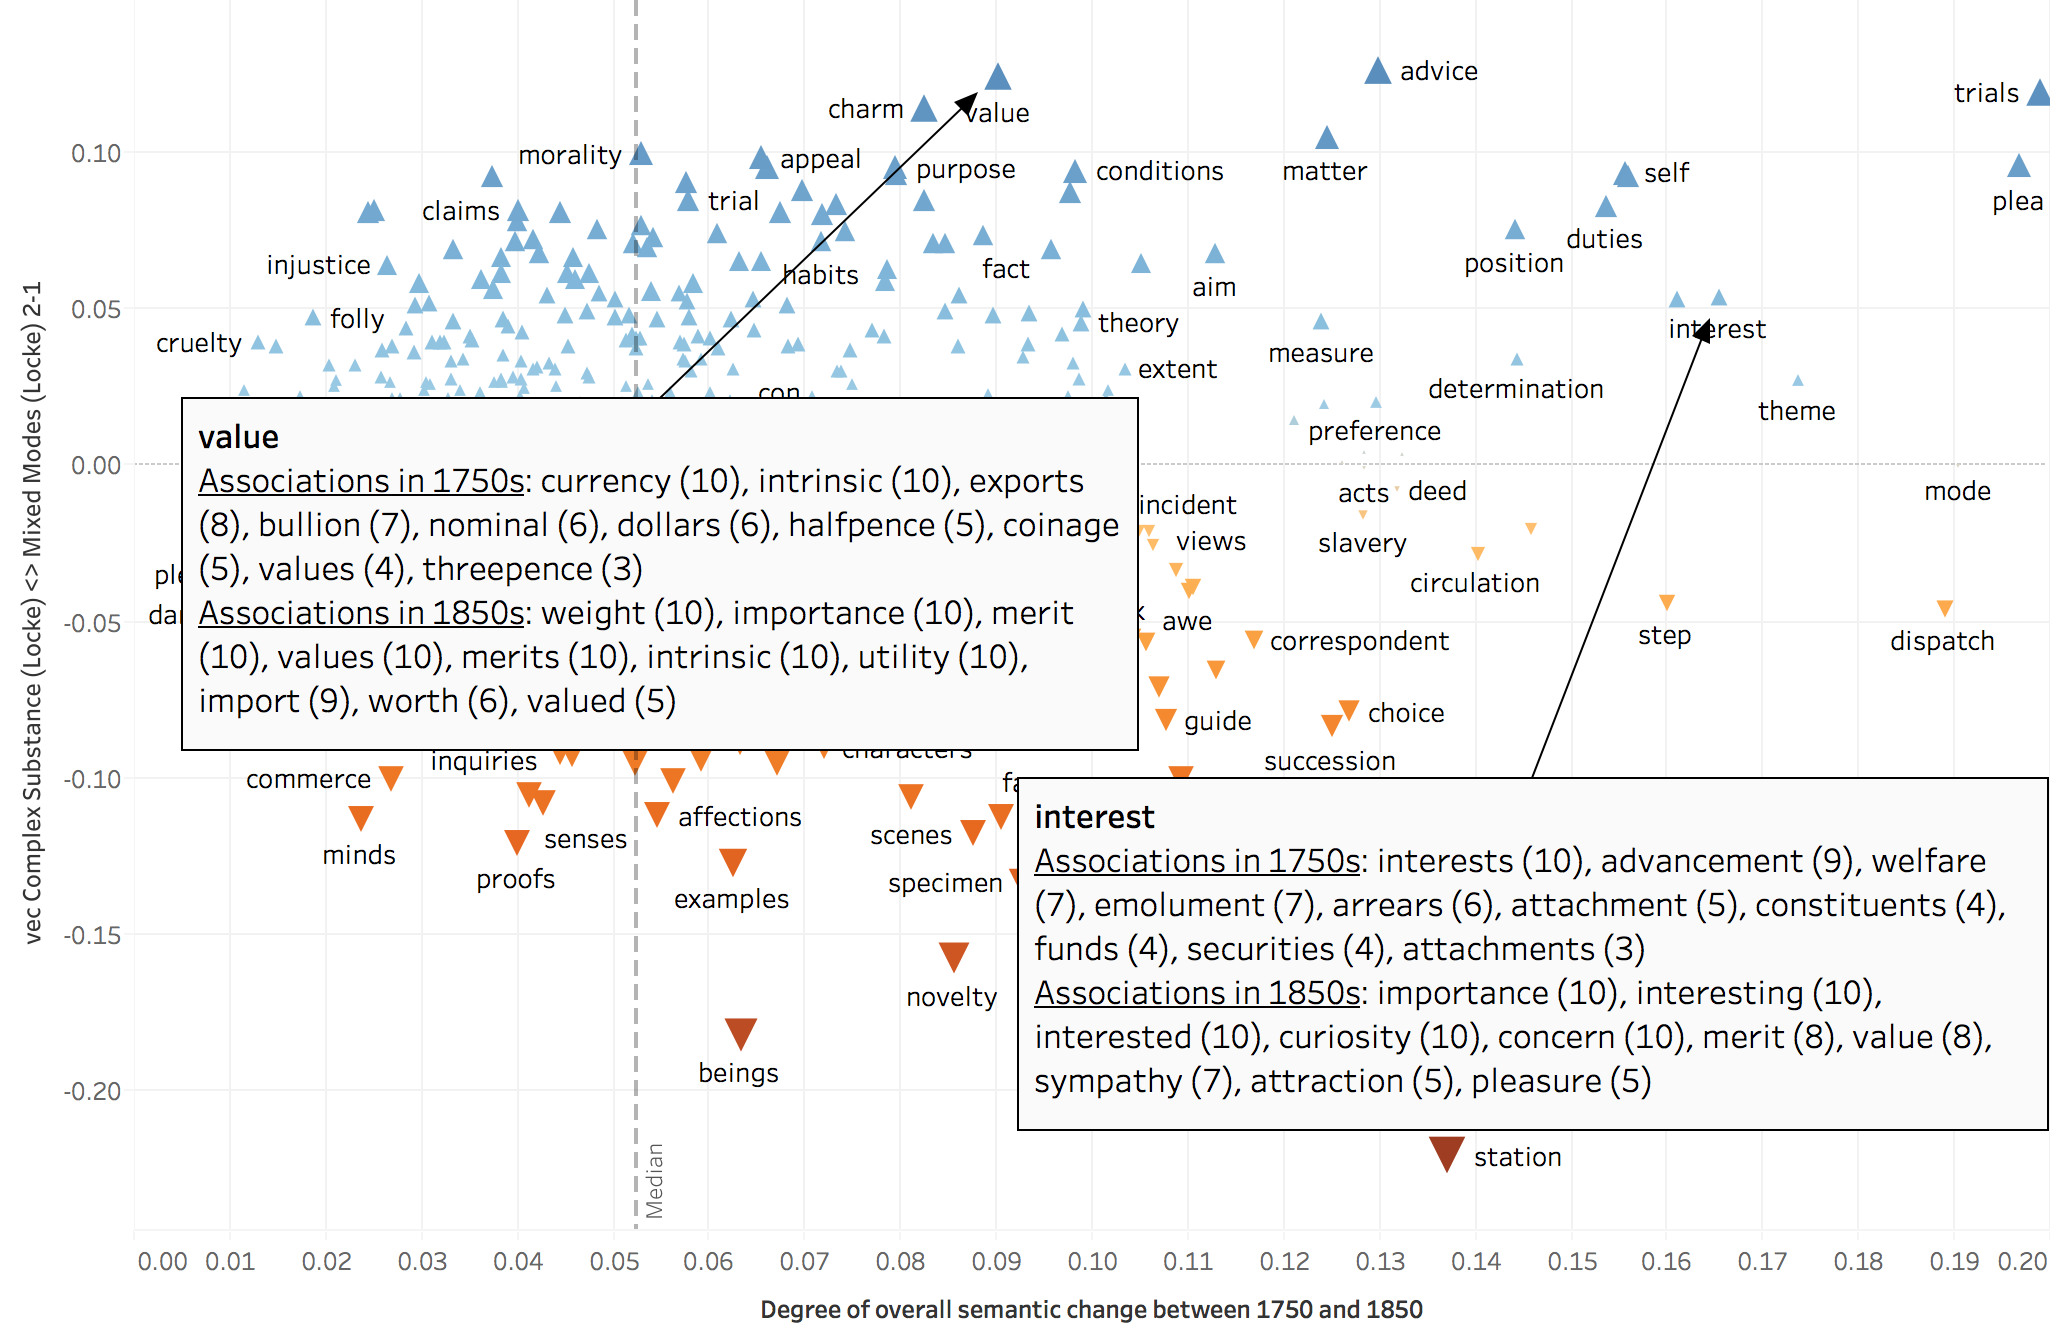 advice
trials
charm
value
0.10
morality
appeal
purpose
conditions
matter
self
plea
claims
trial
duties
injustice
habits
fact
position
aim
0.05
folly
theory
interest
cruelty
measure
extent
determination
con
theme
preference
0.00
acts
deed
mode
incident
slavery
views
circulation
-0.05
awe
correspondent
step
dispatch
choice
guide
succession
value
Associations in 1750s: currency (10), intrinsic (10), exports
(8), bullion (7), nominal (6), dollars (6), halfpence (5), coinage
(5), values (4), threepence (3)
Associations in 1850s: weight (10), importance (10), merit
(10), values (10), merits (10), intrinsic (10), utility (10),
import (9), worth (6), valued (5)
characters
inquiries
commerce
-0.10
affections
scenes
senses
minds
proofs
specimen
examples
-0.15
novelty
beings
-0.20
interest
Associations in 1750s: interests (10), advancement (9), welfare
(7), emolument (7), arrears (6), attachment (5), constituents (4),
funds (4), securities (4), attachments (3)
Associations in 1850s: importance (10), interesting (10),
interested (10), curiosity (10), concern (10), merit (8), value (8),
sympathy (7), attraction (5), pleasure (5)
station
Median
vec Complex Substance (Locke) <> Mixed Modes (Locke) 2-1
0.00 0.01 0.02 0.03 0.04 0.05 0.06 0.07 0.08 0.09 0.10 0.11 0.12 0.13 0.14 0.15 0.16 0.17 0.18 0.19 0.20
Degree of overall semantic change between 1750 and 1850